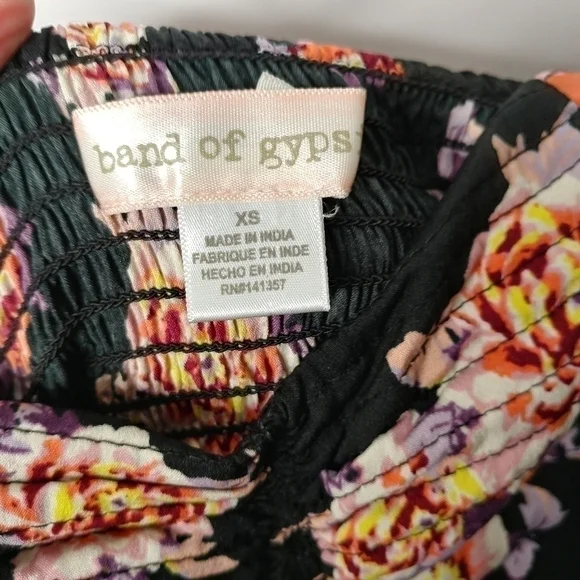 band of gyps
XS
MADE IN INDIA
FABRIQUE EN INDE
HECHO EN INDIA
RN#141357